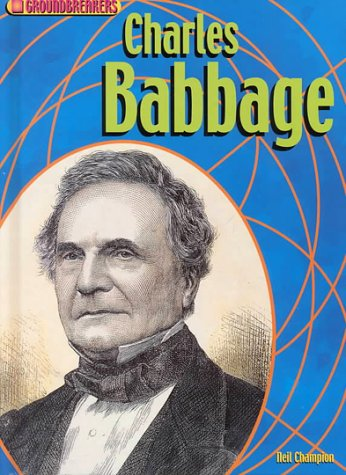 GROUNDBREAKERS
Charles
Babbage
Neil Champion